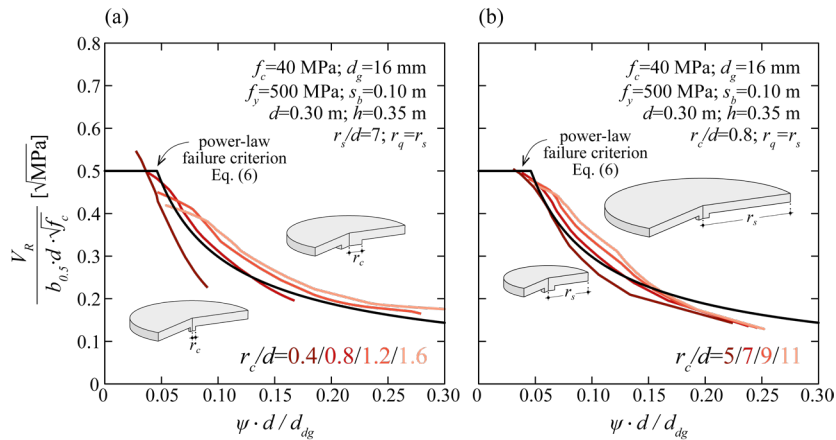 (a)
0.8
0.7
0.6
0.5
0.4
0.3
0.2
0.1
0
V_R
b_{0.5}·d·√f_c [√MPa]
f_c=40 MPa; d_g=16 mm
f_y=500 MPa; s_b=0.10 m
d=0.30 m; h=0.35 m
r_s/d=7; r_q=r_s
power-law
failure criterion
Eq. (6)
r_c
r_c
r_c/d=0.4/0.8/1.2/1.6
0
0.05
0.10
0.15
0.20
0.25
0.30
ψ·d/d_{dg}
(b)
f_c=40 MPa; d_g=16 mm
f_y=500 MPa; s_b=0.10 m
d=0.30 m; h=0.35 m
r_c/d=0.8; r_q=r_s
power-law
failure criterion
Eq. (6)
r_s
r_s
r_c/d=5/7/9/11
0
0.05
0.10
0.15
0.20
0.25
0.30
ψ·d/d_{dg}